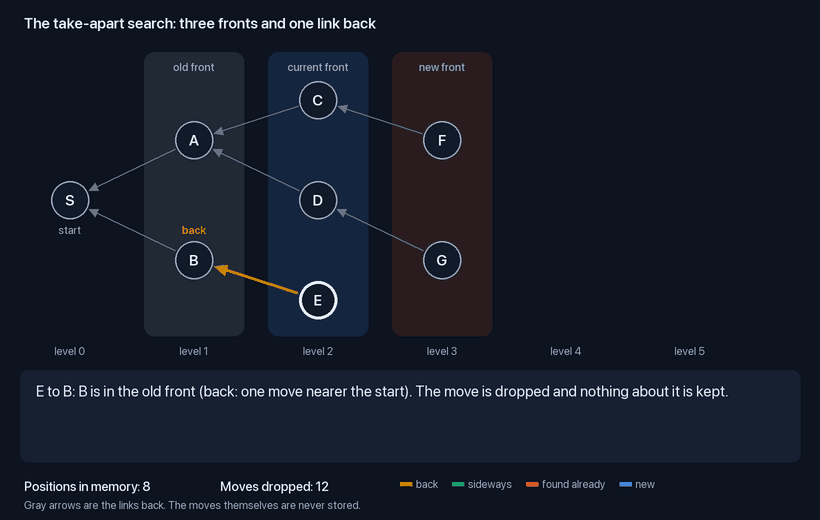 The take-apart search: three fronts and one link back
old front
current front
new front
C
A
F
S
D
start
back
B
G
E
level 0
level 1
level 2
level 3
level 4
level 5
E to B: B is in the old front (back: one move nearer the start). The move is dropped and nothing about it is kept.
Positions in memory: 8
Moves dropped: 12
back
sideways
found already
new
Gray arrows are the links back. The moves themselves are never stored.